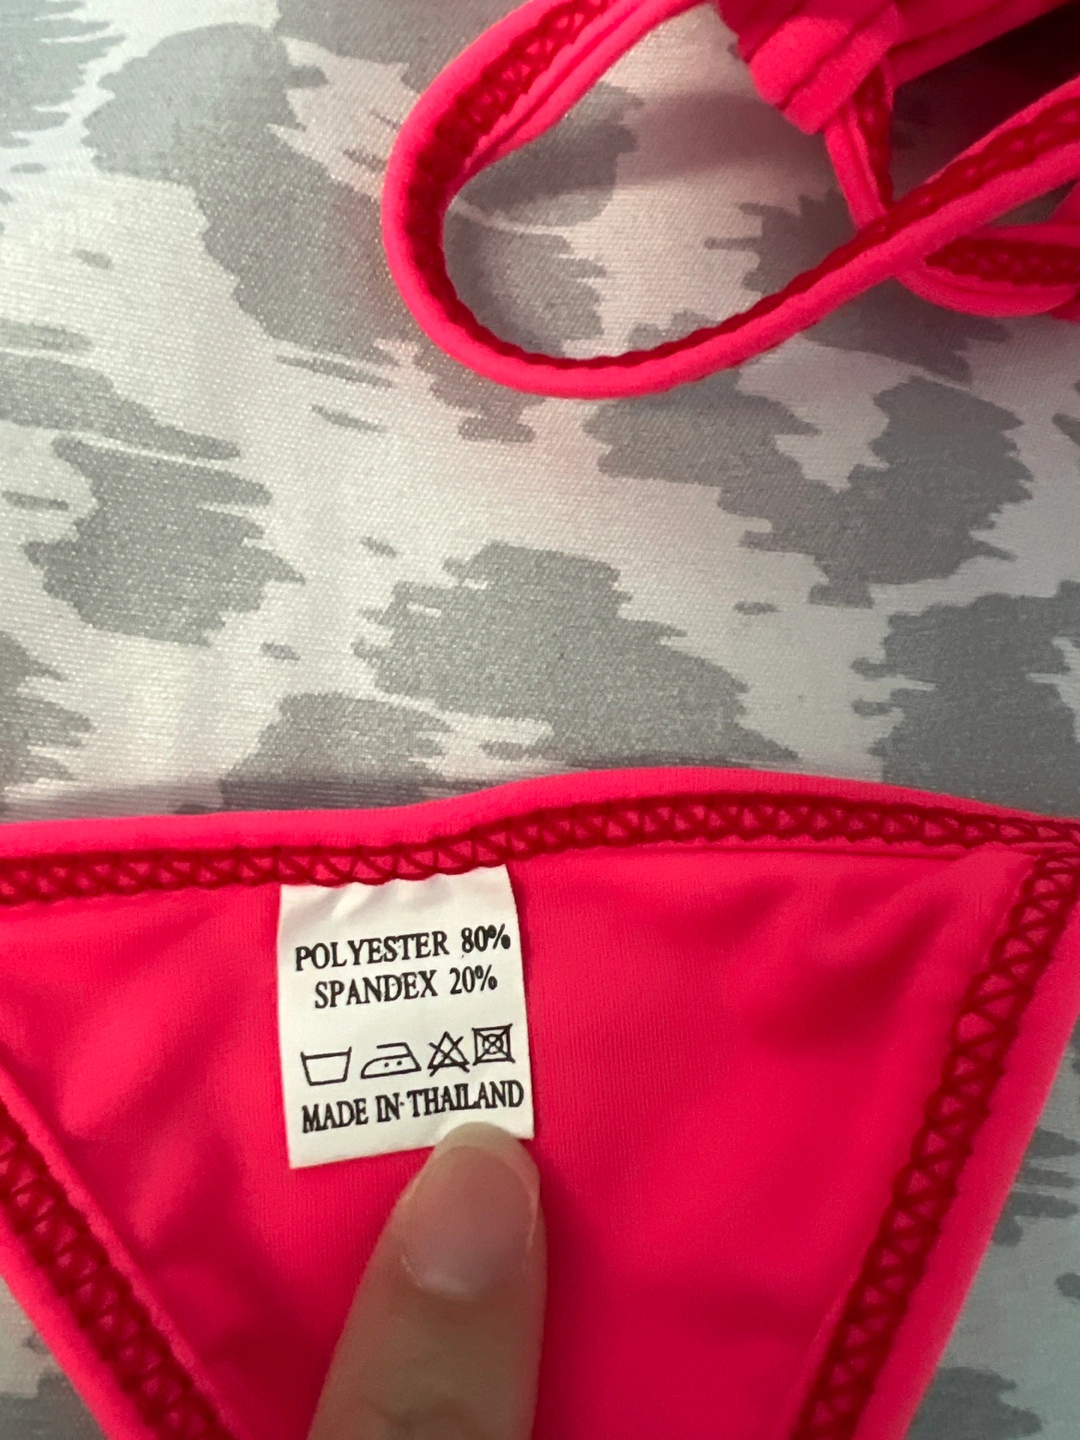 POLYESTER 80%
SPANDEX 20%
MADE IN THAILAND